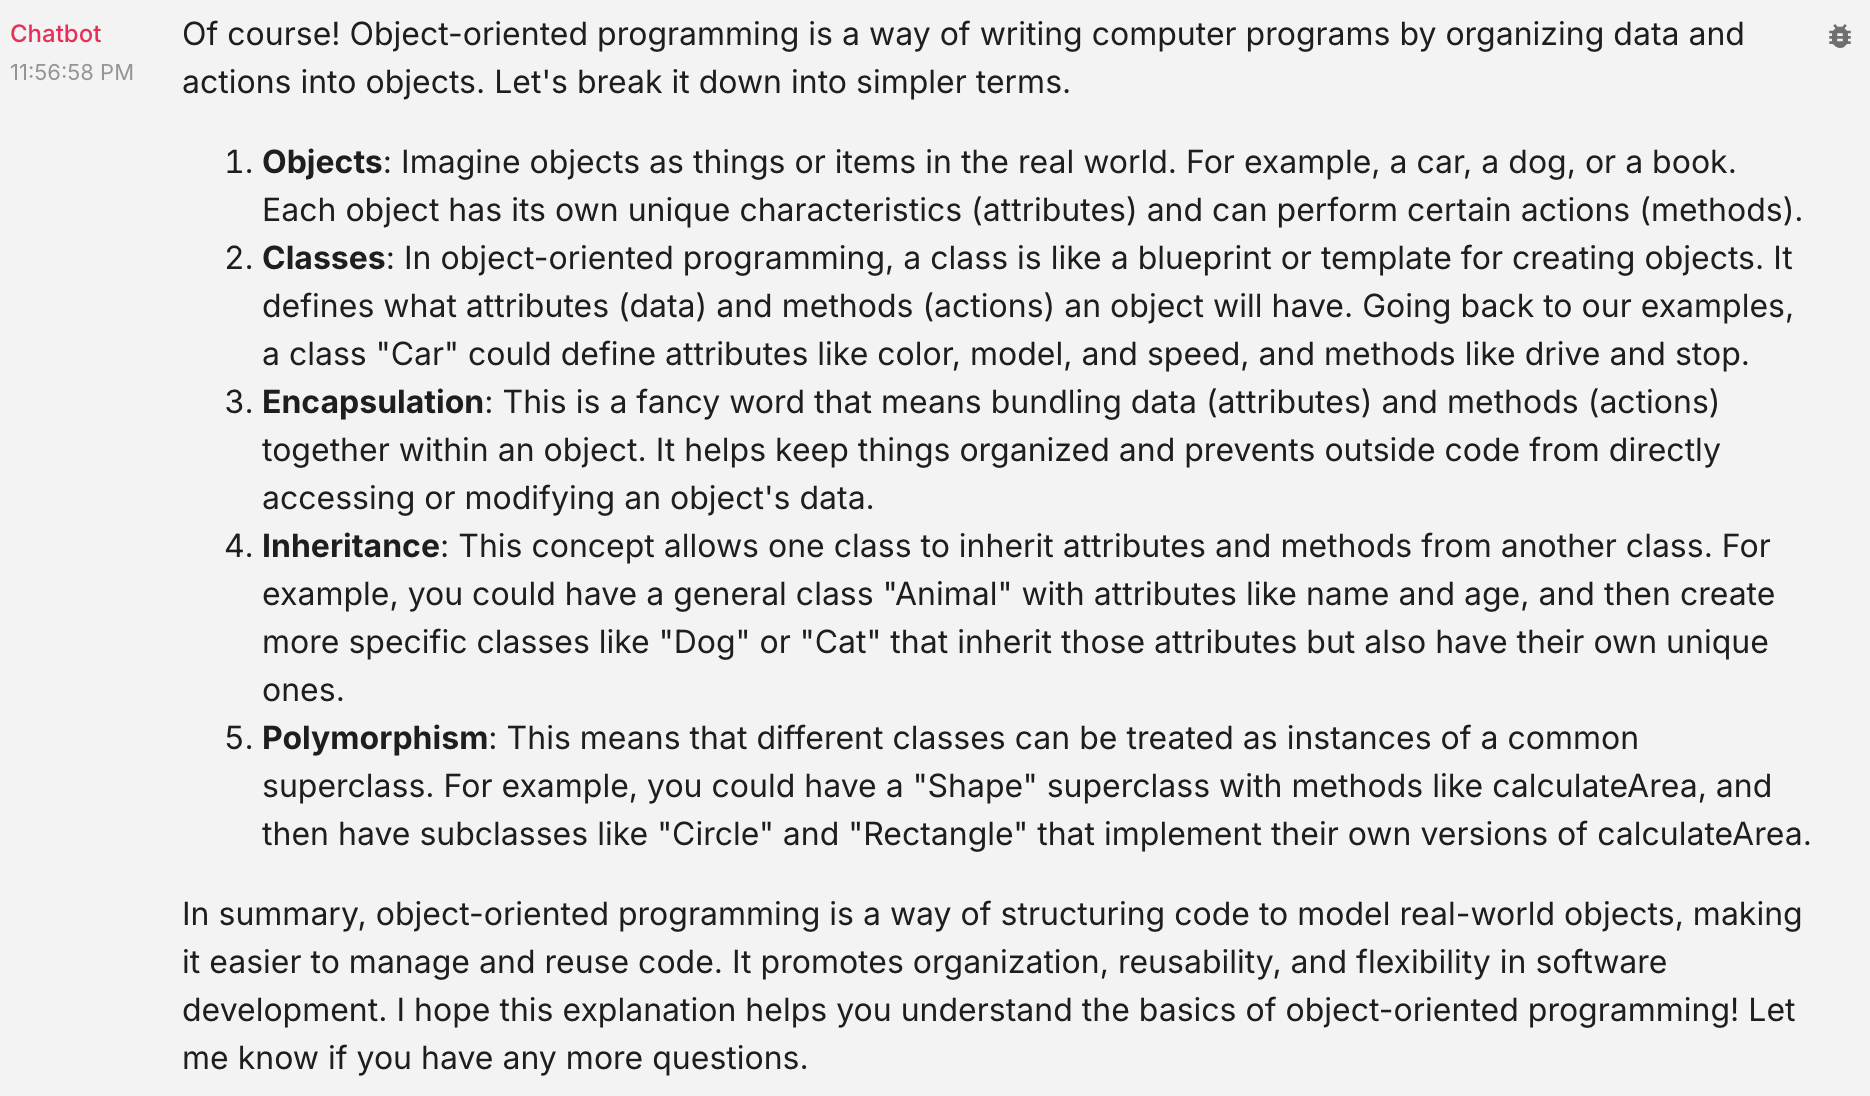 Chatbot
11:56:58 PM
Of course! Object-oriented programming is a way of writing computer programs by organizing data and
actions into objects. Let's break it down into simpler terms.
1. Objects: Imagine objects as things or items in the real world. For example, a car, a dog, or a book.
Each object has its own unique characteristics (attributes) and can perform certain actions (methods).
2. Classes: In object-oriented programming, a class is like a blueprint or template for creating objects. It
defines what attributes (data) and methods (actions) an object will have. Going back to our examples,
a class "Car" could define attributes like color, model, and speed, and methods like drive and stop.
3. Encapsulation: This is a fancy word that means bundling data (attributes) and methods (actions)
together within an object. It helps keep things organized and prevents outside code from directly
accessing or modifying an object's data.
4. Inheritance: This concept allows one class to inherit attributes and methods from another class. For
example, you could have a general class "Animal" with attributes like name and age, and then create
more specific classes like "Dog" or "Cat" that inherit those attributes but also have their own unique
ones.
5. Polymorphism: This means that different classes can be treated as instances of a common
superclass. For example, you could have a "Shape" superclass with methods like calculateArea, and
then have subclasses like "Circle" and "Rectangle" that implement their own versions of calculateArea.
In summary, object-oriented programming is a way of structuring code to model real-world objects, making
it easier to manage and reuse code. It promotes organization, reusability, and flexibility in software
development. I hope this explanation helps you understand the basics of object-oriented programming! Let
me know if you have any more questions.